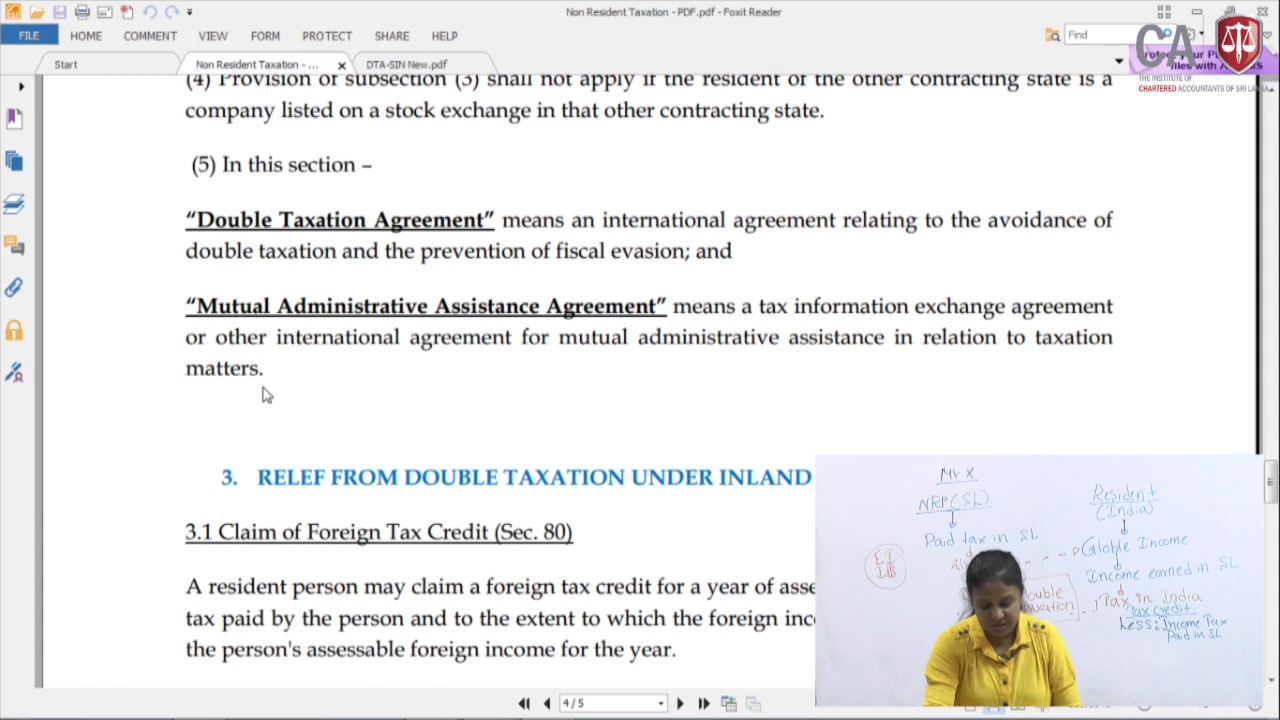 Non Resident Taxation - PDF.pdf - Foxit Reader
FILE HOME COMMENT VIEW FORM PROTECT SHARE HELP
Find
Start
Non Resident Taxation - ...
DTA-SIN New.pdf
CA
THE INSTITUTE OF
CHARTERED ACCOUNTANTS OF SRI LANKA
(4) Provision of subsection (3) shall not apply if the resident of the other contracting state is a
company listed on a stock exchange in that other contracting state.
(5) In this section –
“Double Taxation Agreement” means an international agreement relating to the avoidance of
double taxation and the prevention of fiscal evasion; and
“Mutual Administrative Assistance Agreement” means a tax information exchange agreement
or other international agreement for mutual administrative assistance in relation to taxation
matters.
3. RELEF FROM DOUBLE TAXATION UNDER INLAND
3.1 Claim of Foreign Tax Credit (Sec. 80)
A resident person may claim a foreign tax credit for a year of asse
tax paid by the person and to the extent to which the foreign inc
the person's assessable foreign income for the year.
Mr X
NRP (SL)
Paid tax in SL
Resident
(India)
Globle Income
Income earned in SL
Tax in India
Tax credit
Less: Income Tax
Paid in SL
Double
Taxation
4 / 5